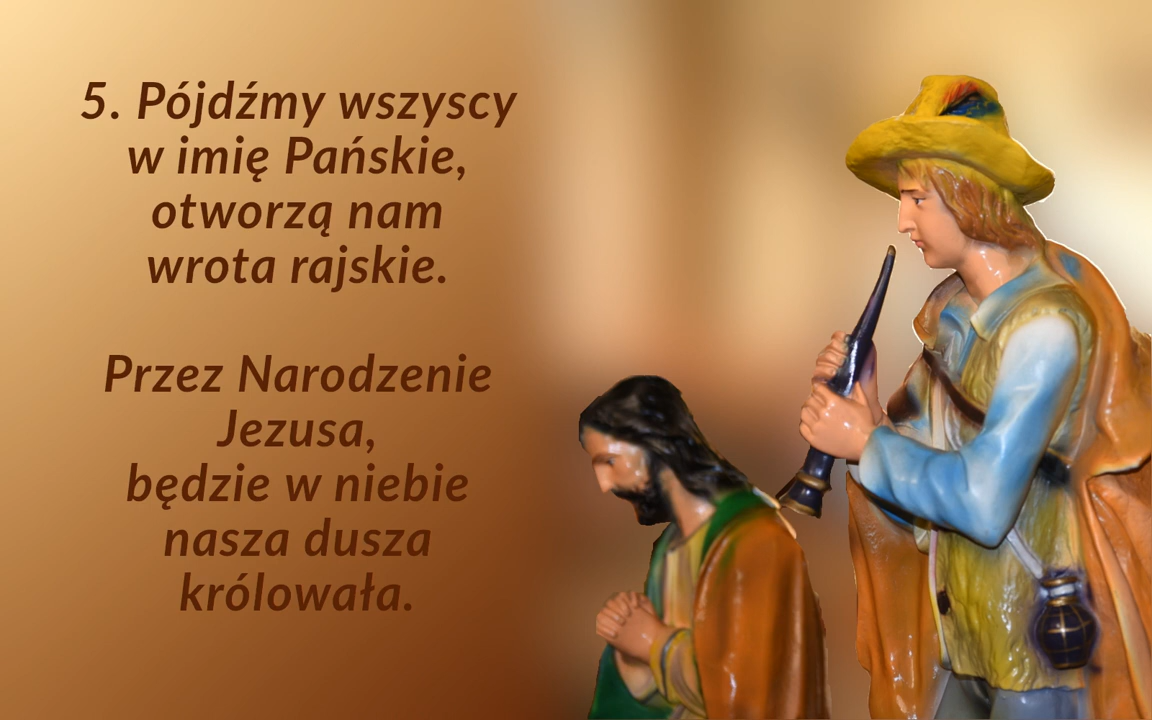 5. Pójdźmy wszyscy
w imię Pańskie,
otworzą nam
wrota rajskie.
Przez Narodzenie
Jezusa,
będzie w niebie
nasza dusza
królowała.